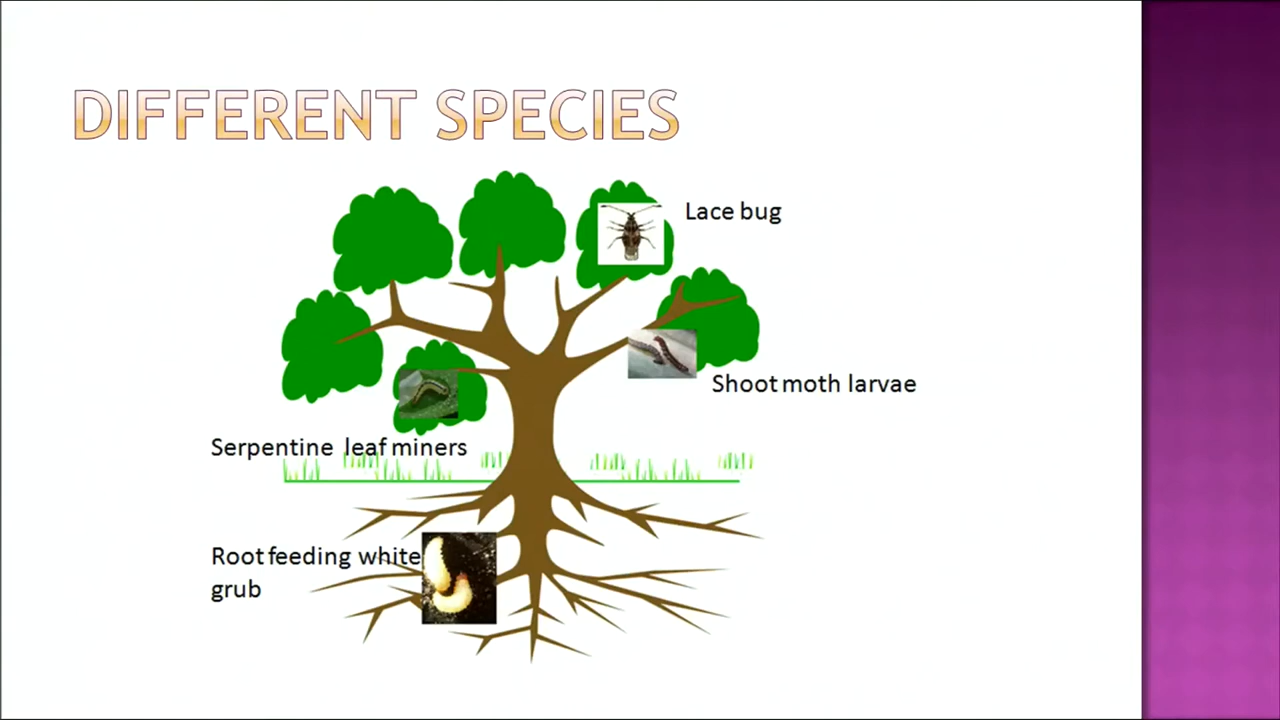 DIFFERENT SPECIES
Lace bug
Shoot moth larvae
Serpentine leaf miners
Root feeding white
grub